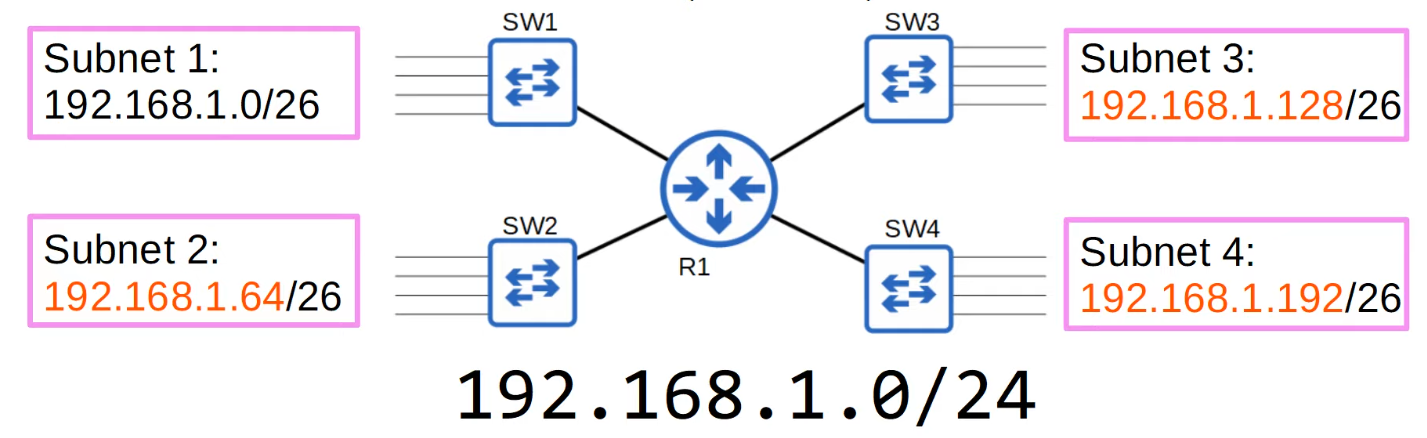 SW1
SW3
Subnet 1:
192.168.1.0/26
Subnet 3:
192.168.1.128/26
SW2
SW4
R1
Subnet 2:
192.168.1.64/26
Subnet 4:
192.168.1.192/26
192.168.1.0/24